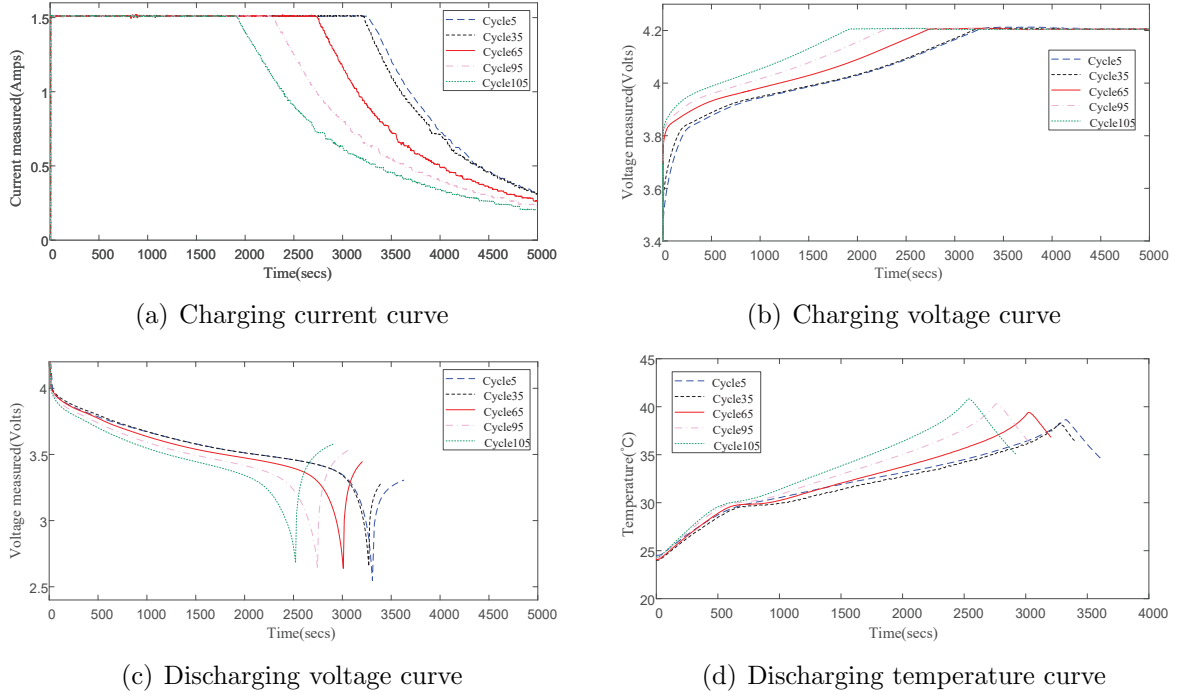 Current measured(Amps)
1.5
1
0.5
0
0 500 1000 1500 2000 2500 3000 3500 4000 4500 5000
Time(secs)
Cycle5
Cycle35
Cycle65
Cycle95
Cycle105
(a) Charging current curve
Voltage measured(Volts)
4.2
4
3.8
3.6
3.4
0 500 1000 1500 2000 2500 3000 3500 4000 4500 5000
Time(secs)
Cycle5
Cycle35
Cycle65
Cycle95
Cycle105
(b) Charging voltage curve
Voltage measured(Volts)
4
3.5
3
2.5
0 500 1000 1500 2000 2500 3000 3500 4000 4500 5000
Time(secs)
Cycle5
Cycle35
Cycle65
Cycle95
Cycle105
(c) Discharging voltage curve
Temperature(℃)
45
40
35
30
25
20
0 500 1000 1500 2000 2500 3000 3500 4000
Time(secs)
Cycle5
Cycle35
Cycle65
Cycle95
Cycle105
(d) Discharging temperature curve